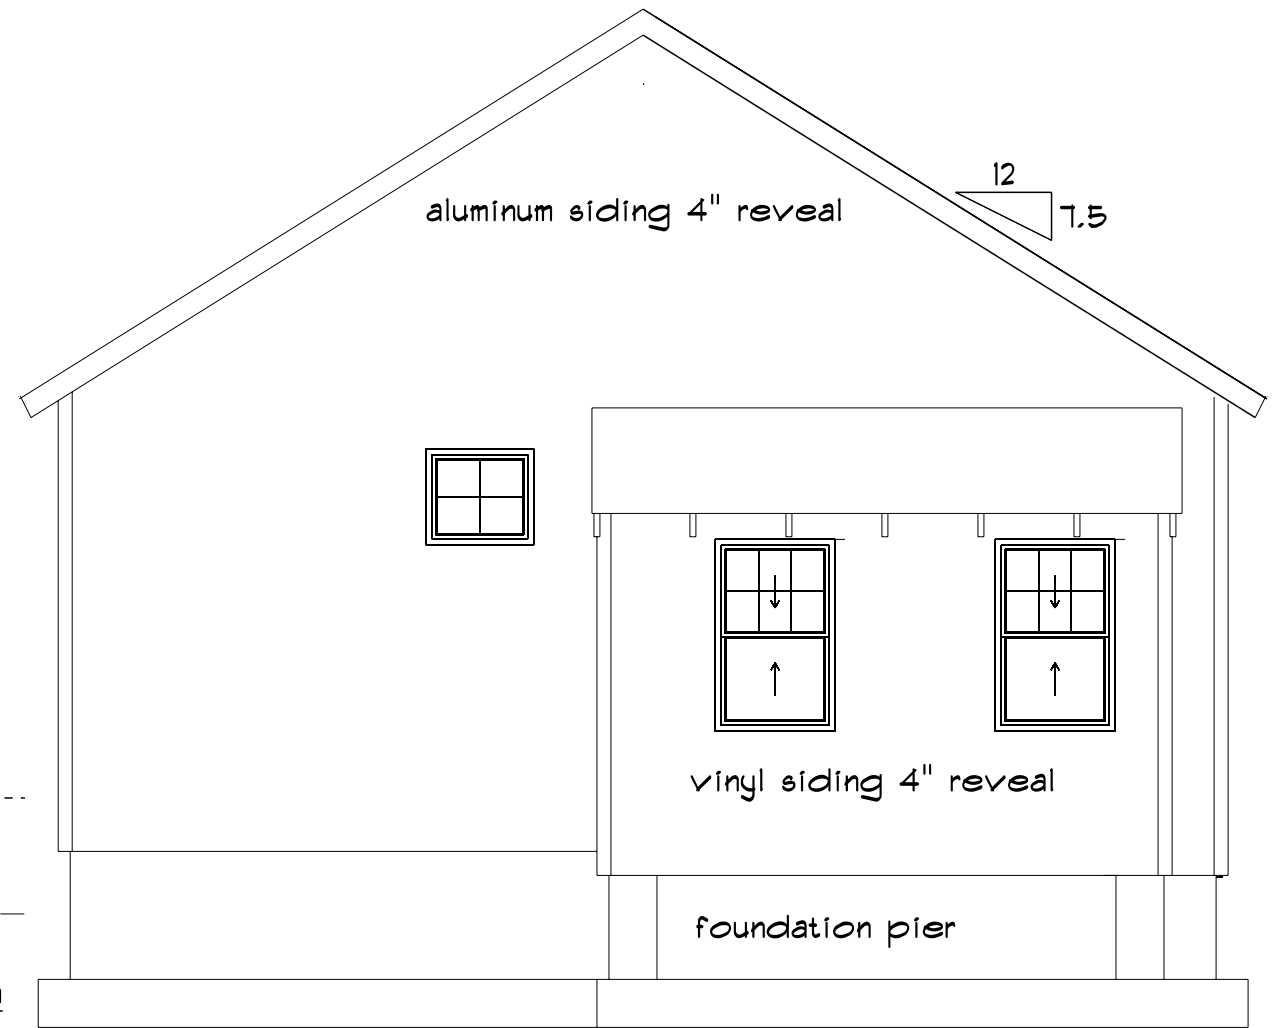 12
7.5
aluminum siding 4" reveal
vinyl siding 4" reveal
foundation pier